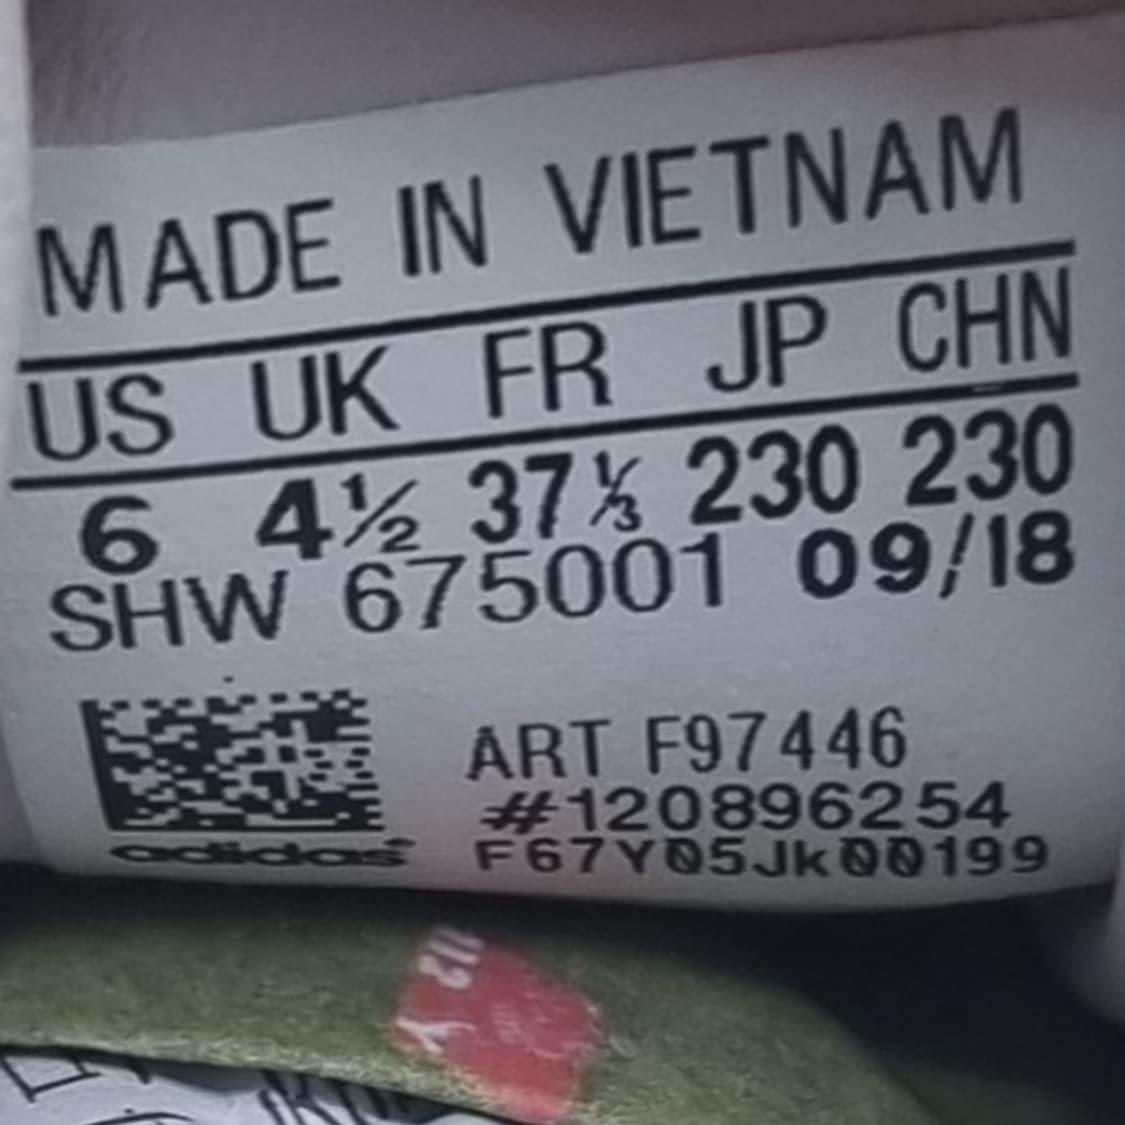 MADE IN VIETNAM
US UK FR JP CHN
6 4½ 37⅓ 230 230
SHW 675001 09/18
ART F97446
#120896254
adidas F67Y05Jk00199